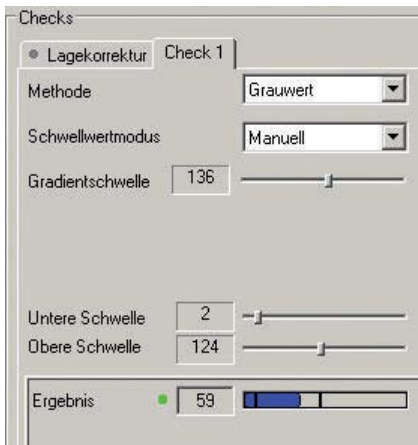 Checks
Lagekorrektur Check 1
Methode Grauwert
Schwellwertmodus Manuell
Gradientschwelle 136
Untere Schwelle 2
Obere Schwelle 124
Ergebnis 59